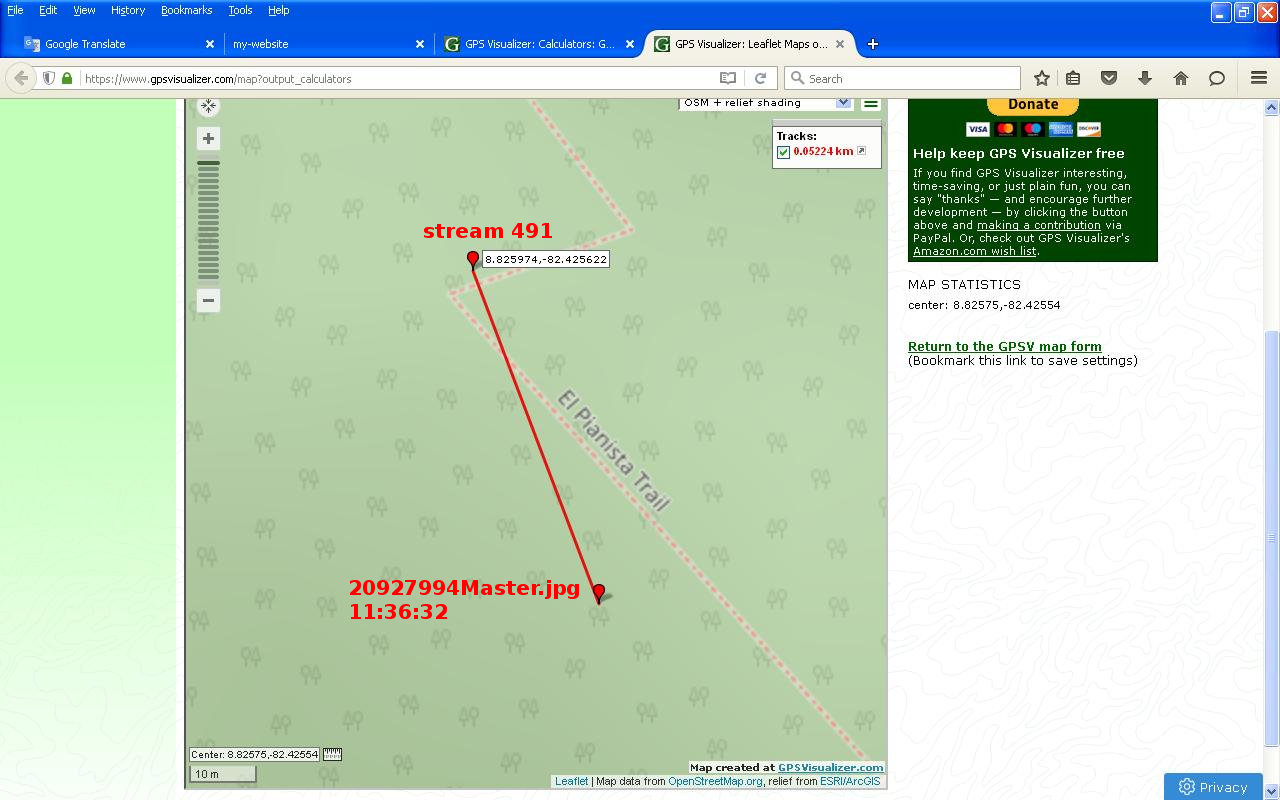 File Edit View History Bookmarks Tools Help
Google Translate
my-website
GPS Visualizer: Calculators: G...
GPS Visualizer: Leaflet Maps o...
https://www.gpsvisualizer.com/map?output_calculators
Search
OSM + relief shading
Tracks:
0.05224 km
stream 491
8.825974,-82.425622
El Pianista Trail
20927994Master.jpg
11:36:32
Center: 8.82575,-82.42554
10 m
Map created at GPSVisualizer.com
Leaflet | Map data from OpenStreetMap.org, relief from ESRI/ArcGIS
Donate
VISA
DISCOVER
Help keep GPS Visualizer free
If you find GPS Visualizer interesting,
time-saving, or just plain fun, you can
say "thanks" — and encourage further
development — by clicking the button
above and making a contribution via
PayPal. Or, check out GPS Visualizer's
Amazon.com wish list.
MAP STATISTICS
center: 8.82575,-82.42554
Return to the GPSV map form
(Bookmark this link to save settings)
Privacy